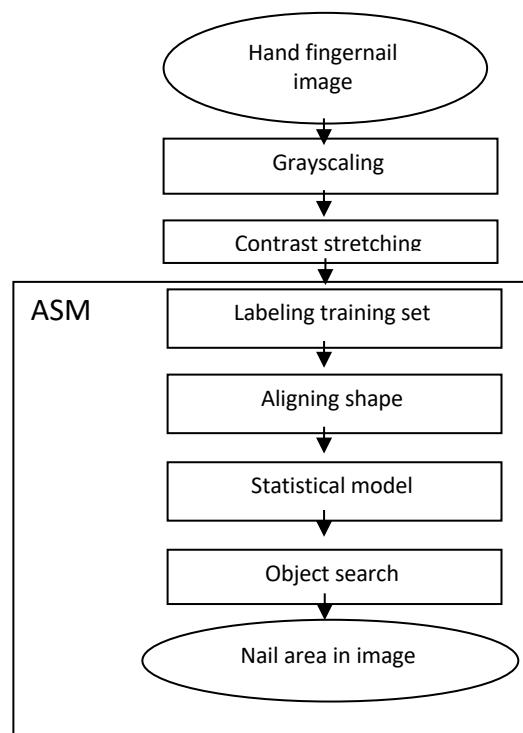 Hand fingernail
image
Grayscaling
Contrast stretching
ASM
Labeling training set
Aligning shape
Statistical model
Object search
Nail area in image